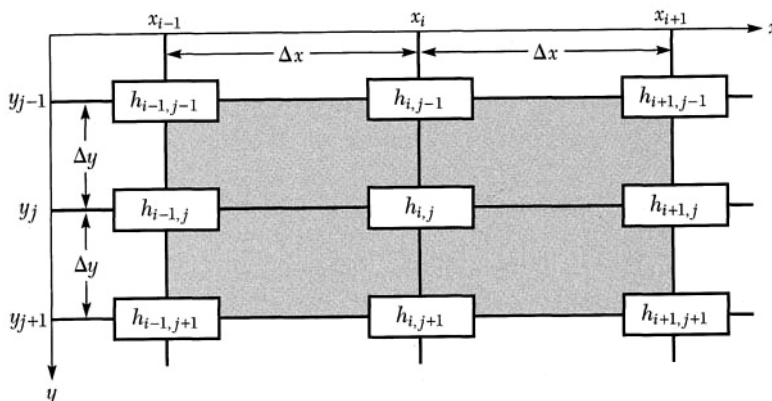 x_{i−1} x_i x_{i+1}
x
Δx Δx
y_{j−1} h_{i−1, j−1} h_{i, j−1} h_{i+1, j−1}
Δy
y_j h_{i−1, j} h_{i, j} h_{i+1, j}
Δy
y_{j+1} h_{i−1, j+1} h_{i, j+1} h_{i+1, j+1}
y